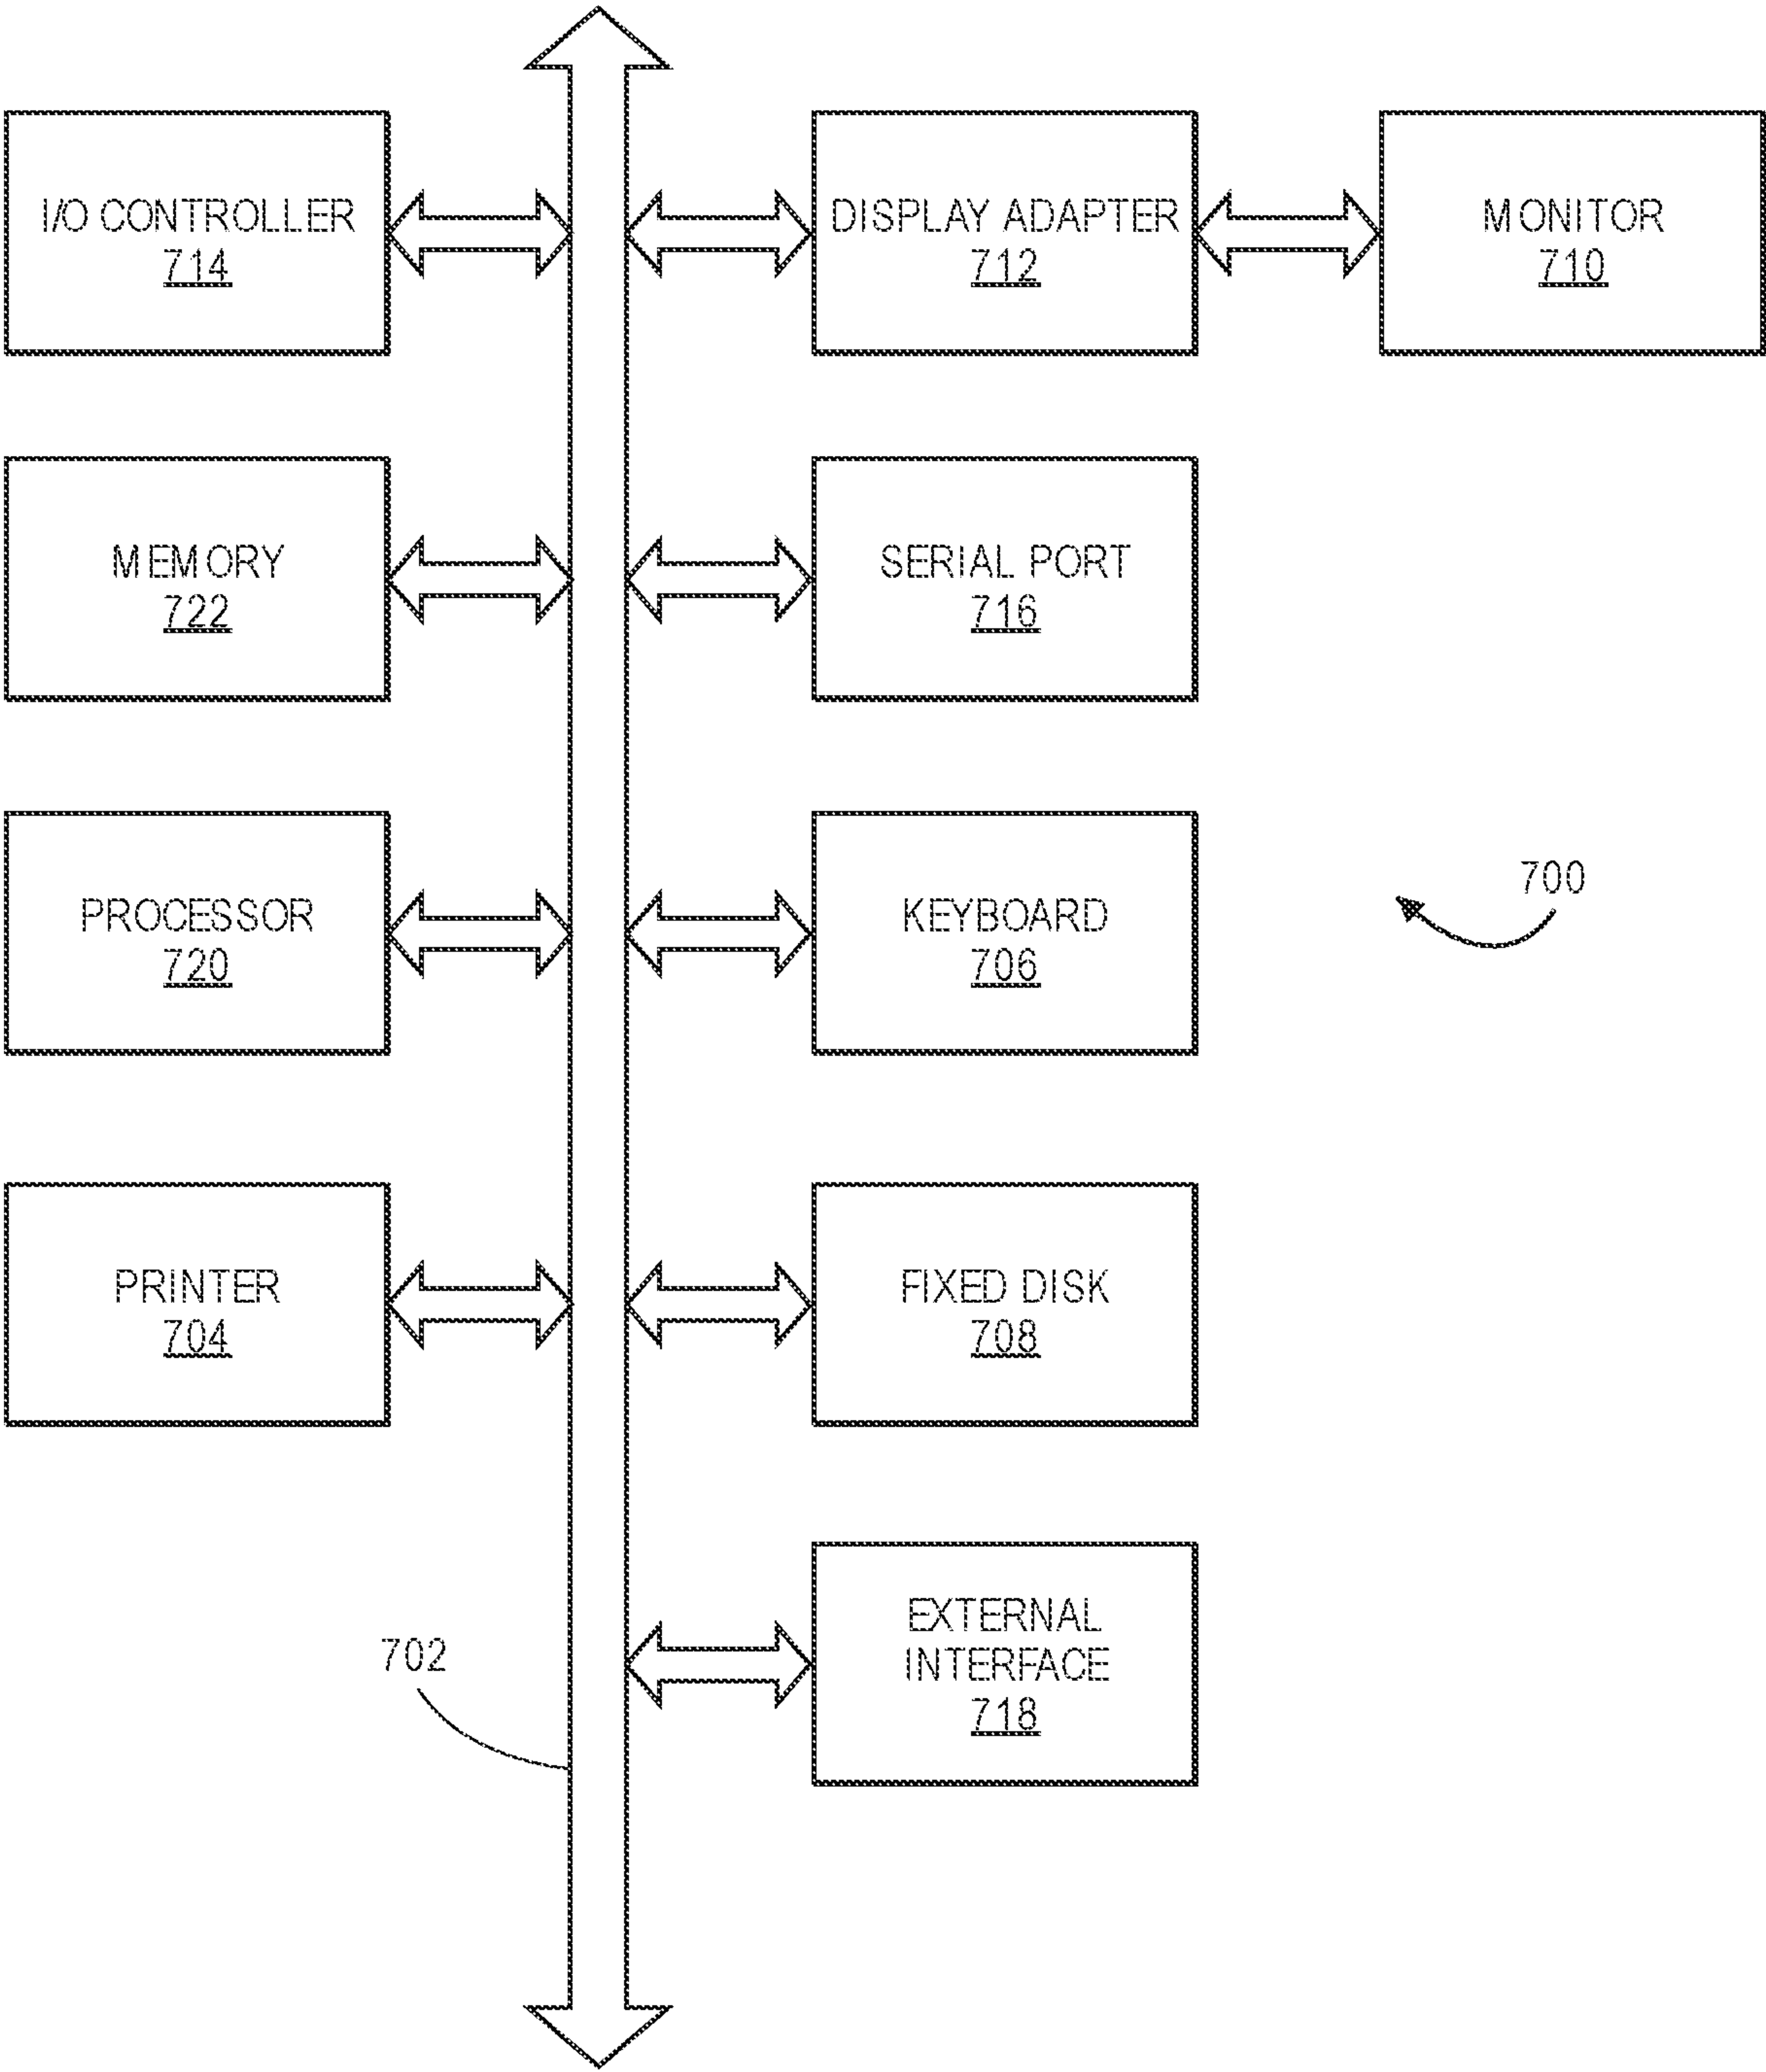 I/O CONTROLLER
714
DISPLAY ADAPTER
712
MONITOR
710
MEMORY
722
SERIAL PORT
716
PROCESSOR
720
KEYBOARD
706
700
PRINTER
704
FIXED DISK
708
EXTERNAL
INTERFACE
718
702